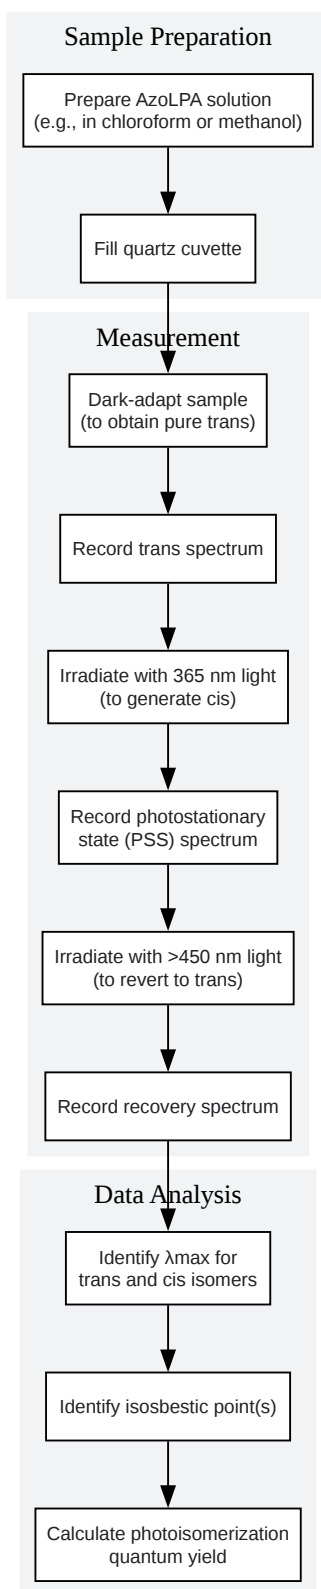 Sample Preparation
Prepare AzoLPA solution
(e.g., in chloroform or methanol)
Fill quartz cuvette
Measurement
Dark-adapt sample
(to obtain pure trans)
Record trans spectrum
Irradiate with 365 nm light
(to generate cis)
Record photostationary
state (PSS) spectrum
Irradiate with >450 nm light
(to revert to trans)
Record recovery spectrum
Data Analysis
Identify λmax for
trans and cis isomers
Identify isosbestic point(s)
Calculate photoisomerization
quantum yield